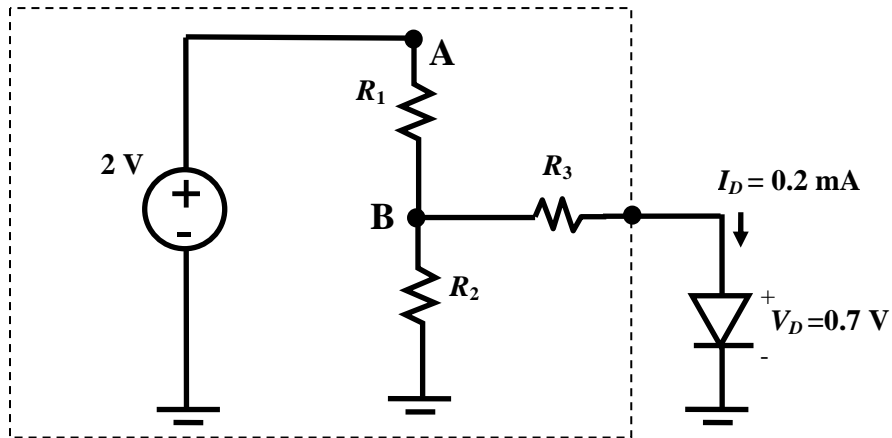 A
R1
2 V
+
-
R3
ID = 0.2 mA
B
R2
+
VD =0.7 V
-